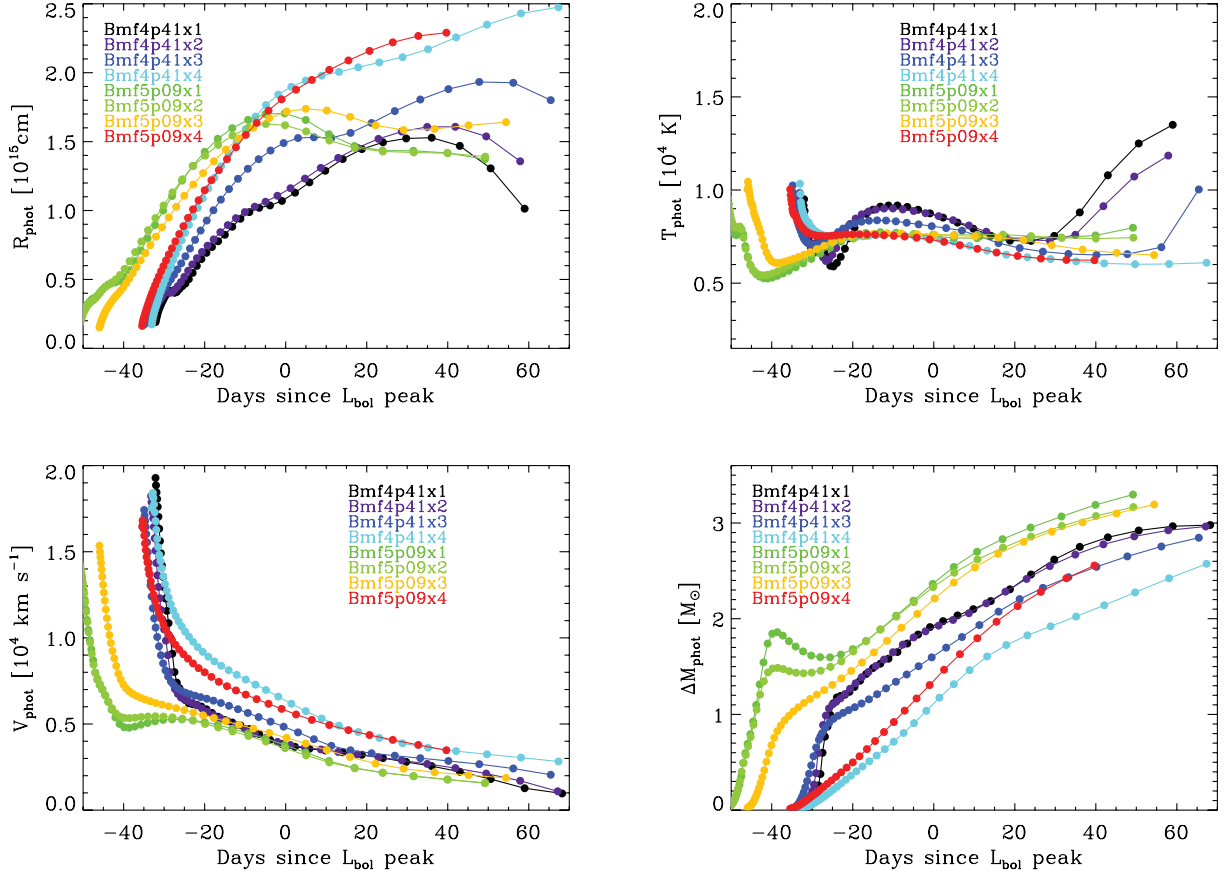 2.5
2.0
1.5
1.0
0.5
0.0
R_phot [10^15 cm]
Bmf4p41x1
Bmf4p41x2
Bmf4p41x3
Bmf4p41x4
Bmf5p09x1
Bmf5p09x2
Bmf5p09x3
Bmf5p09x4
−40 −20 0 20 40 60
Days since L_bol peak
2.0
1.5
1.0
0.5
T_phot [10^4 K]
Bmf4p41x1
Bmf4p41x2
Bmf4p41x3
Bmf4p41x4
Bmf5p09x1
Bmf5p09x2
Bmf5p09x3
Bmf5p09x4
−40 −20 0 20 40 60
Days since L_bol peak
2.0
1.5
1.0
0.5
0.0
V_phot [10^4 km s^−1]
Bmf4p41x1
Bmf4p41x2
Bmf4p41x3
Bmf4p41x4
Bmf5p09x1
Bmf5p09x2
Bmf5p09x3
Bmf5p09x4
−40 −20 0 20 40 60
Days since L_bol peak
3
2
1
0
ΔM_phot [M_⊙]
Bmf4p41x1
Bmf4p41x2
Bmf4p41x3
Bmf4p41x4
Bmf5p09x1
Bmf5p09x2
Bmf5p09x3
Bmf5p09x4
−40 −20 0 20 40 60
Days since L_bol peak